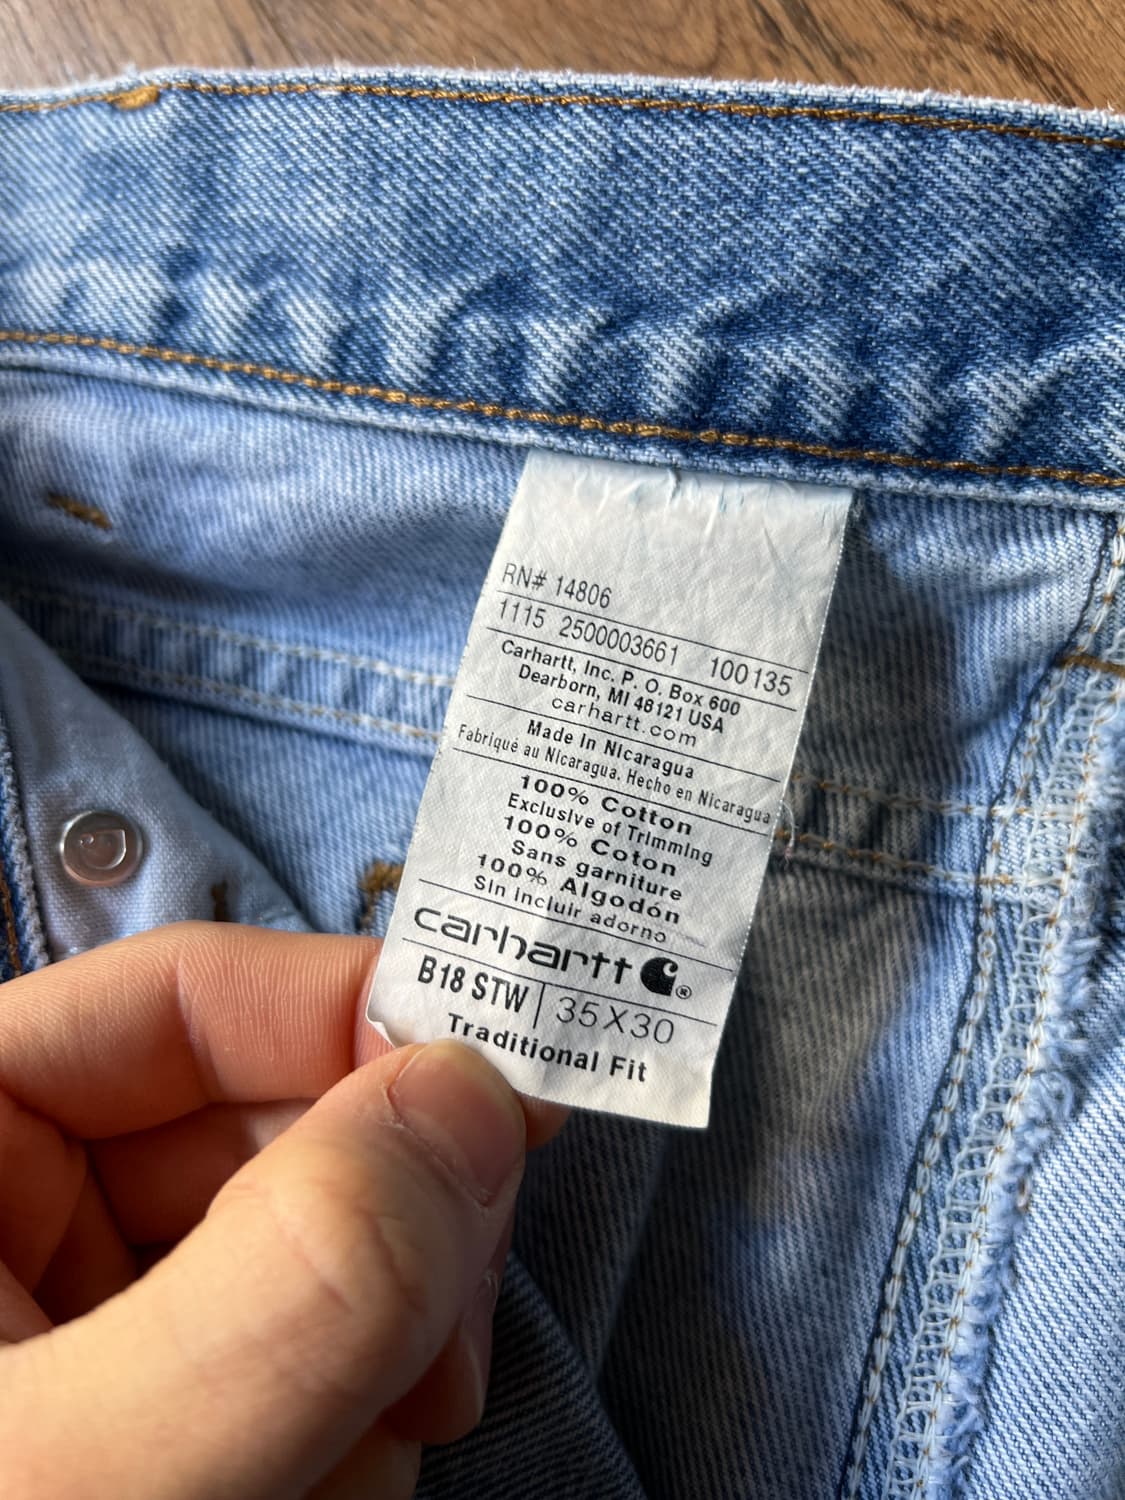 RN# 14806
1115 2500003661 100135
Carhartt, Inc. P. O. Box 600
Dearborn, MI 48121 USA
carhartt.com
Made In Nicaragua
Fabriqué au Nicaragua. Hecho en Nicaragua
100% Cotton
Exclusive of Trimming
100% Coton
Sans garniture
100% Algodón
Sin incluir adorno
carhartt ®
B18 STW | 35X30
Traditional Fit